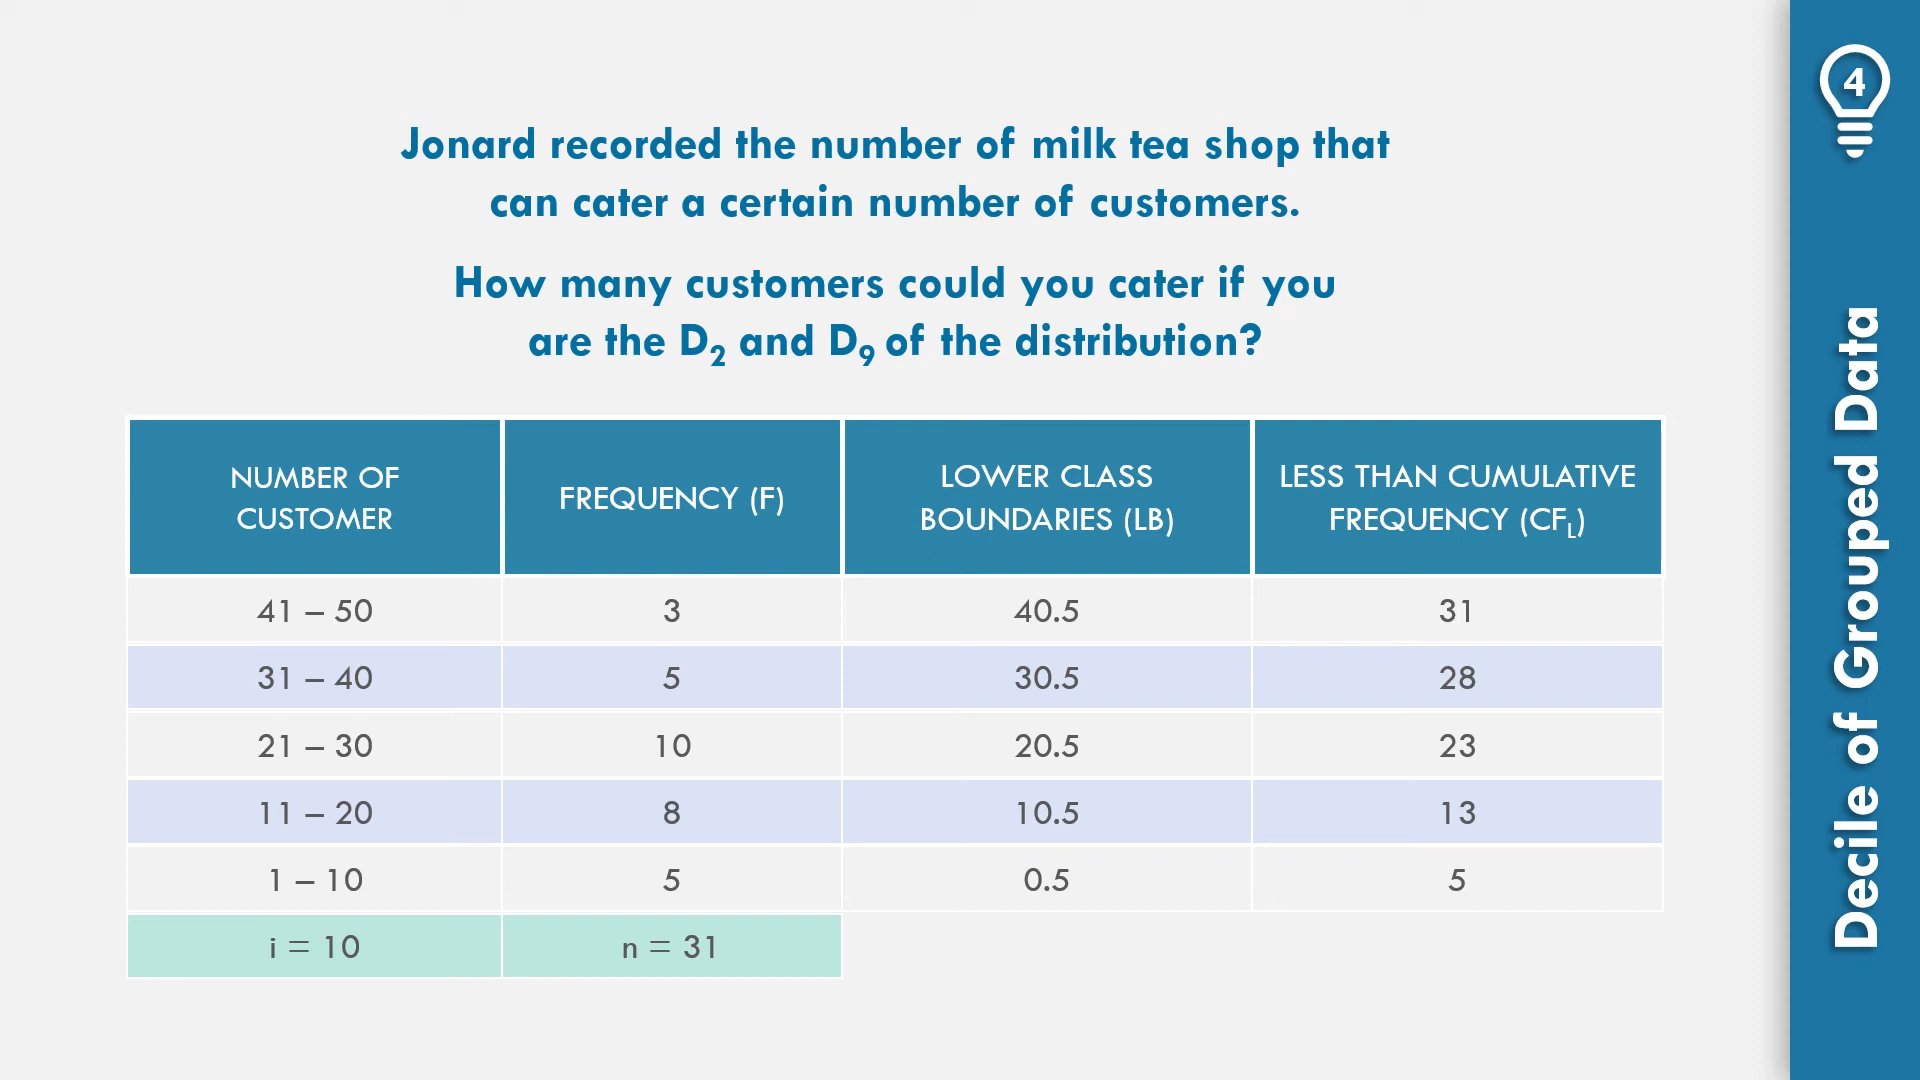 Jonard recorded the number of milk tea shop that
can cater a certain number of customers.
How many customers could you cater if you
are the D2 and D9 of the distribution?
NUMBER OF CUSTOMER FREQUENCY (F) LOWER CLASS BOUNDARIES (LB) LESS THAN CUMULATIVE FREQUENCY (CFL)
41 – 50 3 40.5 31
31 – 40 5 30.5 28
21 – 30 10 20.5 23
11 – 20 8 10.5 13
1 – 10 5 0.5 5
i = 10 n = 31
4
Decile of Grouped Data